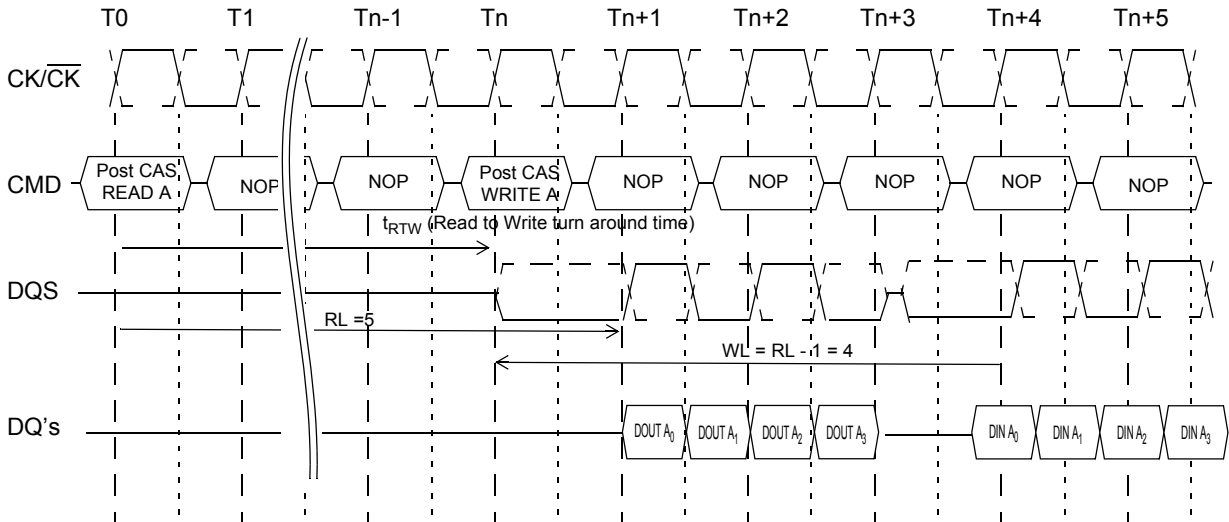 T0 T1 Tn-1 Tn Tn+1 Tn+2 Tn+3 Tn+4 Tn+5
CK/CK
CMD Post CAS READ A NOP NOP Post CAS WRITE A NOP NOP NOP NOP NOP
tRTW (Read to Write turn around time)
DQS
RL =5
WL = RL - 1 = 4
DQ's DOUT A0 DOUT A1 DOUT A2 DOUT A3 DIN A0 DIN A1 DIN A2 DIN A3